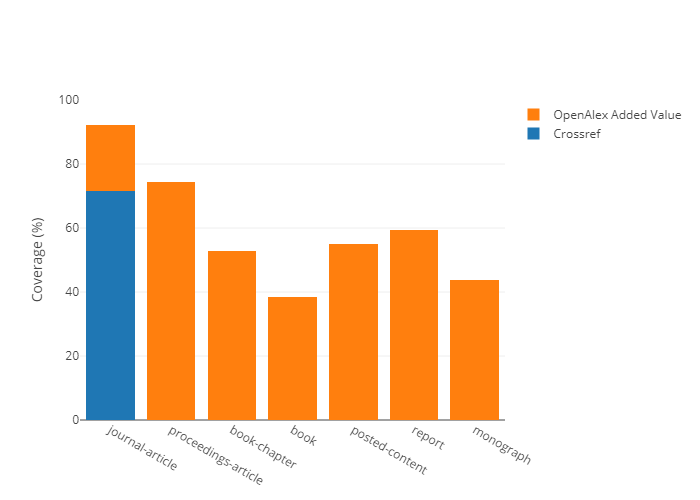 100
80
60
40
20
0
Coverage (%)
journal-article
proceedings-article
book-chapter
book
posted-content
report
monograph
OpenAlex Added Value
Crossref